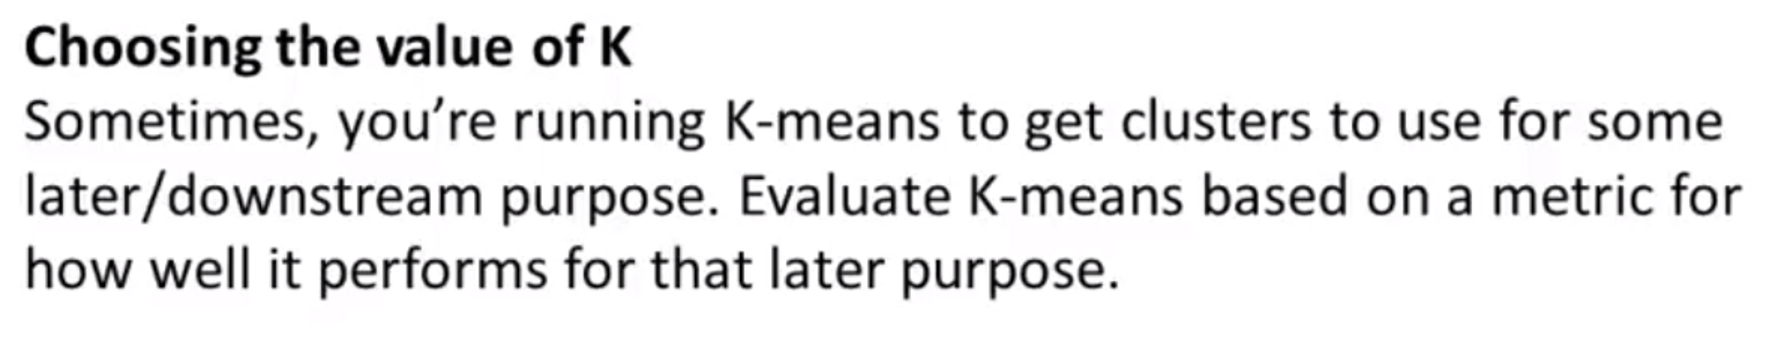 Choosing the value of K
Sometimes, you’re running K-means to get clusters to use for some
later/downstream purpose. Evaluate K-means based on a metric for
how well it performs for that later purpose.